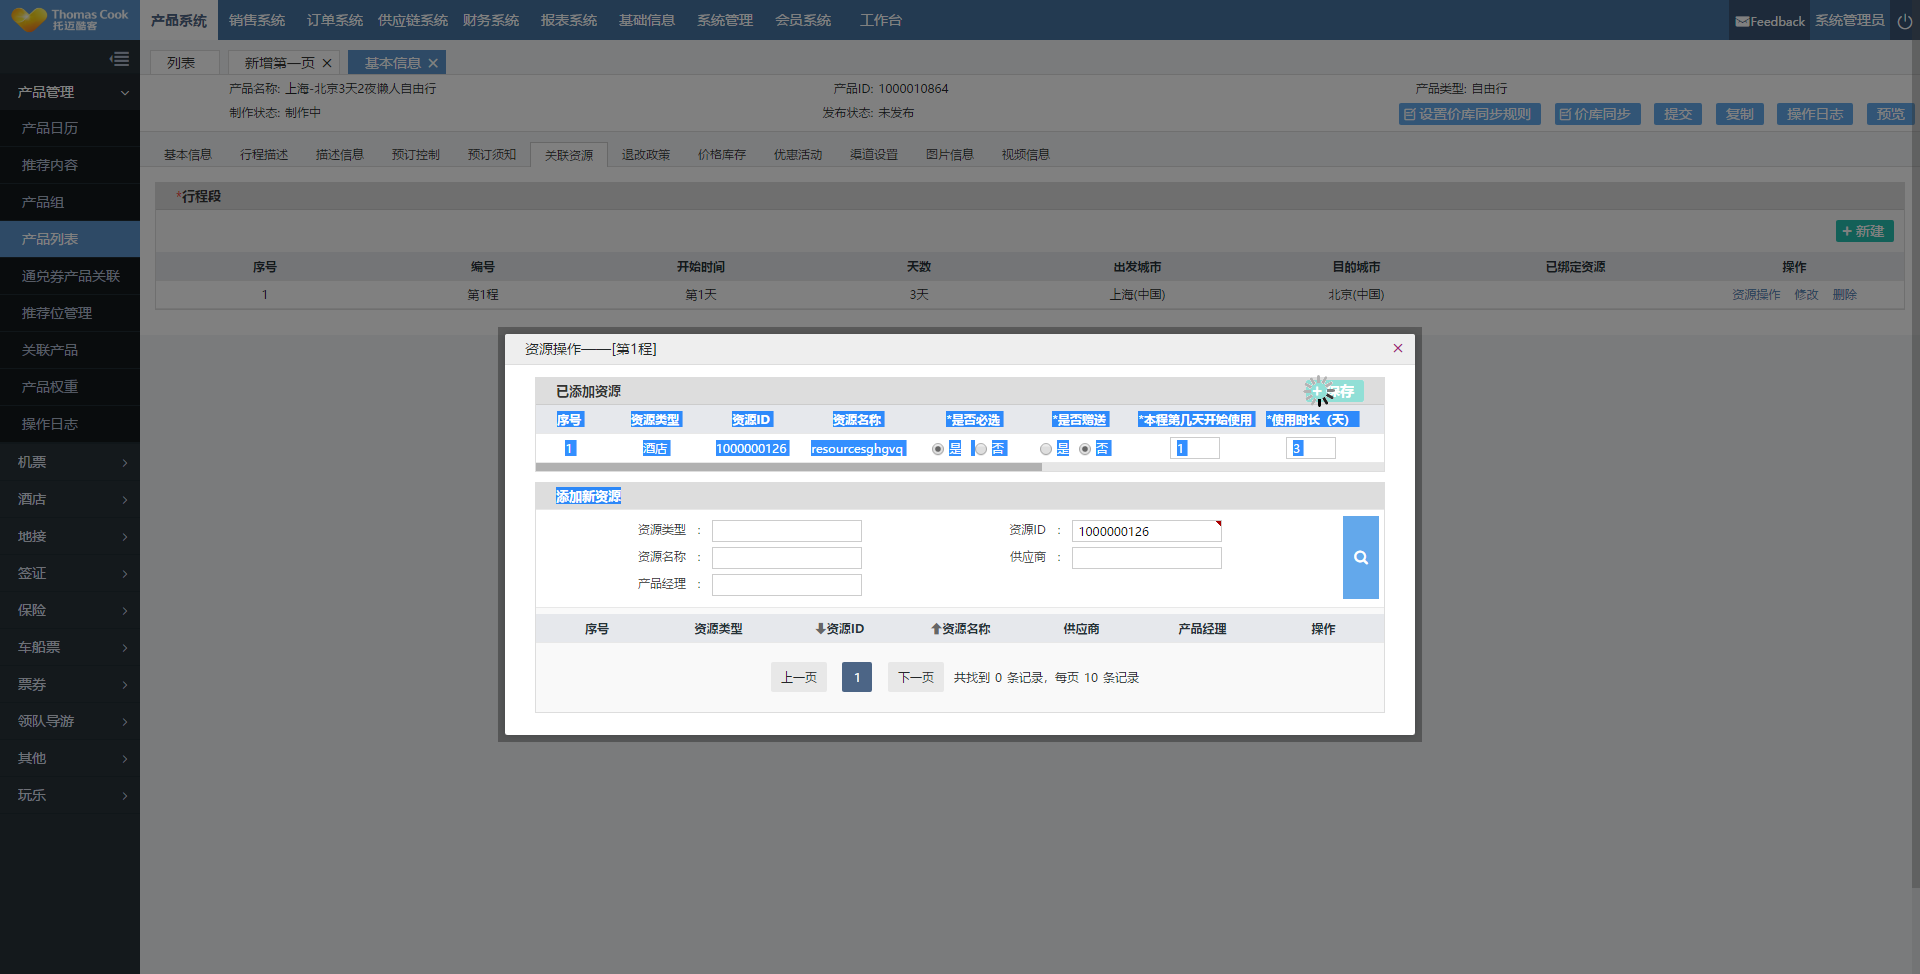 Thomas Cook
托迈酷客
产品系统 销售系统 订单系统 供应链系统 财务系统 报表系统 基础信息 系统管理 会员系统 工作台 Feedback 系统管理员
列表 新增第一页 基本信息
产品名称: 上海-北京3天2夜懒人自由行 产品ID: 1000010864 产品类型: 自由行
制作状态: 制作中 发布状态: 未发布
设置价库同步规则 价库同步 提交 复制 操作日志 预览
基本信息 行程描述 描述信息 预订控制 预订须知 关联资源 退改政策 价格库存 优惠活动 渠道设置 图片信息 视频信息
*行程段
+ 新建
序号 编号 开始时间 天数 出发城市 目的城市 已绑定资源 操作
1 第1程 第1天 3天 上海(中国) 北京(中国) 资源操作 修改 删除
产品管理
产品日历
推荐内容
产品组
产品列表
通兑券产品关联
推荐位管理
关联产品
产品权重
操作日志
机票
酒店
地接
签证
保险
车船票
票券
领队导游
其他
玩乐
资源操作——[第1程] ×
已添加资源
存
序号 资源类型 资源ID 资源名称 *是否必选 *是否赠送 *本程第几天开始使用 *使用时长（天）
1 酒店 1000000126 resourcesghgvq 是 否 是 否 1 3
添加新资源
资源类型 : 资源ID : 1000000126
资源名称 : 供应商 :
产品经理 :
序号 资源类型 资源ID 资源名称 供应商 产品经理 操作
上一页 1 下一页 共找到 0 条记录, 每页 10 条记录